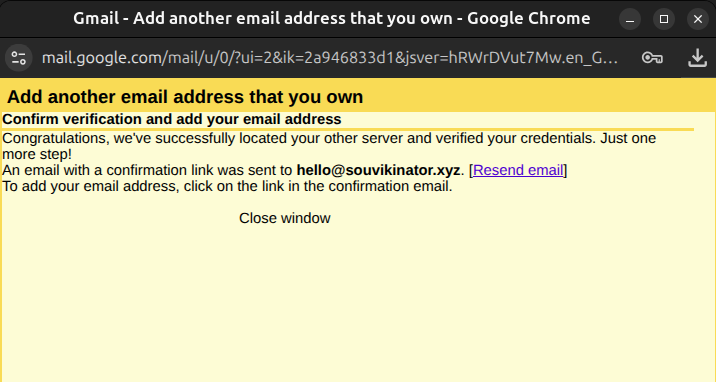 Gmail - Add another email address that you own - Google Chrome
mail.google.com/mail/u/0/?ui=2&ik=2a946833d1&jsver=hRWrDVut7Mw.en_G…
Add another email address that you own
Confirm verification and add your email address
Congratulations, we've successfully located your other server and verified your credentials. Just one
more step!
An email with a confirmation link was sent to hello@souvikinator.xyz. [Resend email]
To add your email address, click on the link in the confirmation email.
Close window